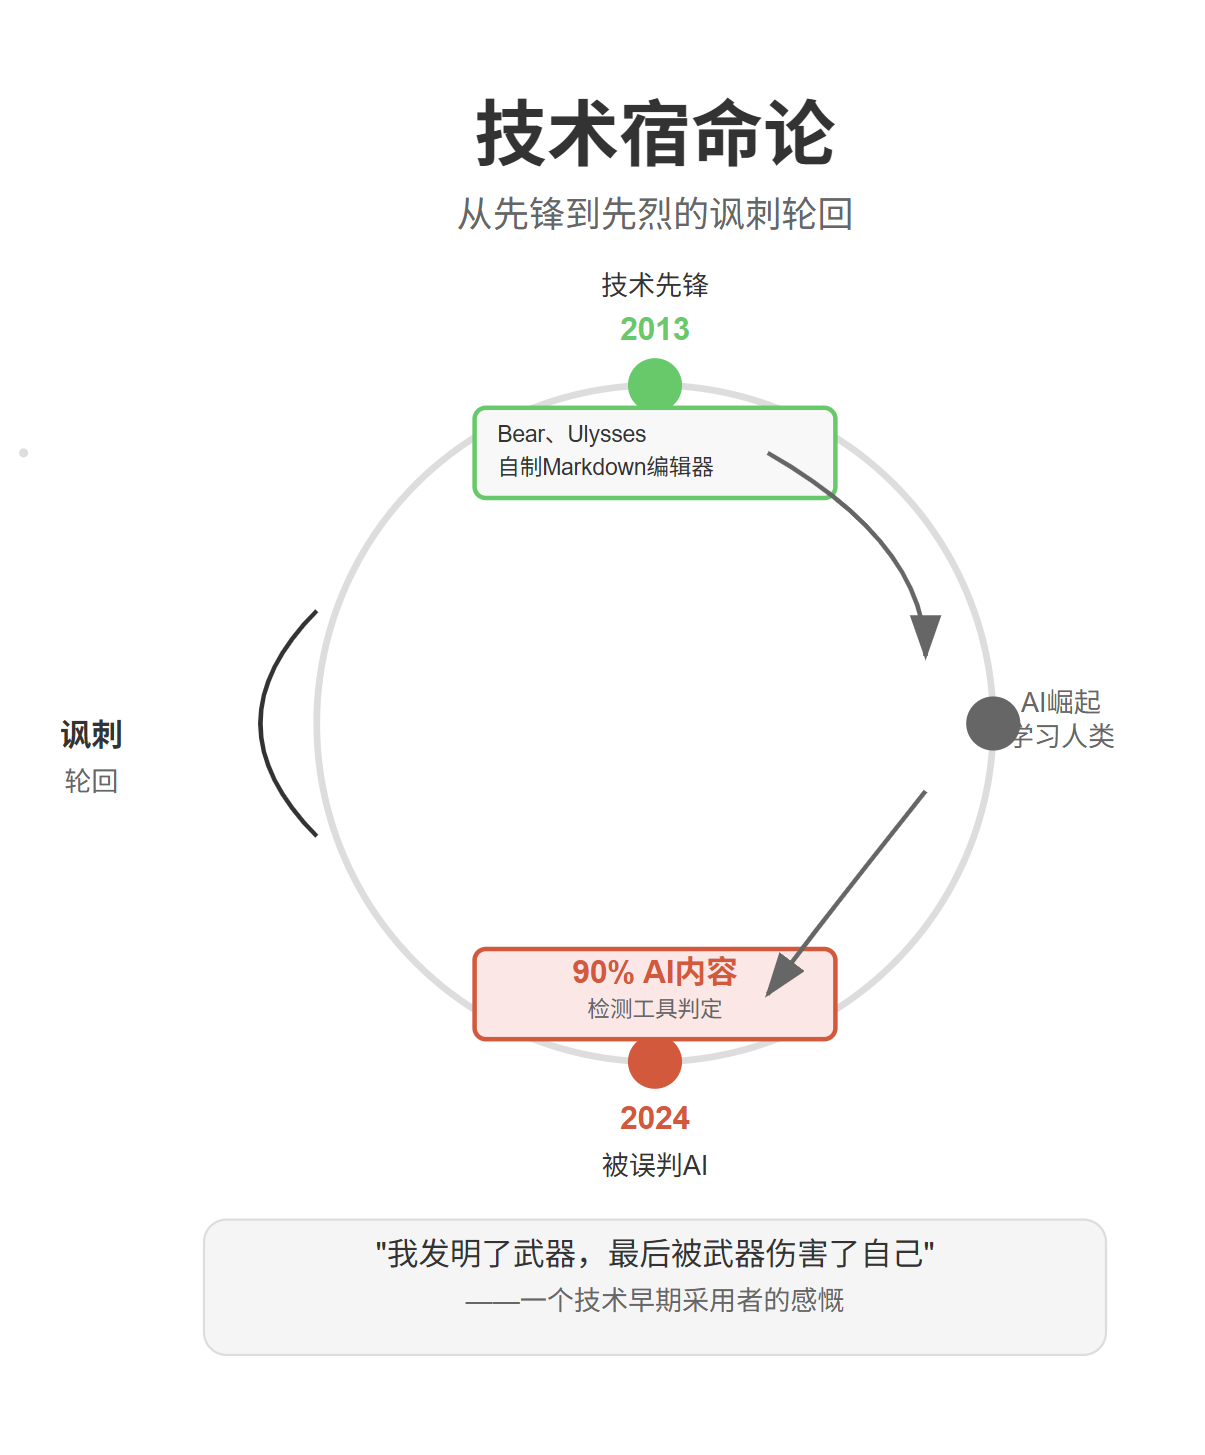 技术宿命论
从先锋到先烈的讽刺轮回
技术先锋
2013
Bear、Ulysses
自制Markdown编辑器
AI崛起
学习人类
讽刺
轮回
90% AI内容
检测工具判定
2024
被误判AI
"我发明了武器，最后被武器伤害了自己"
——一个技术早期采用者的感慨